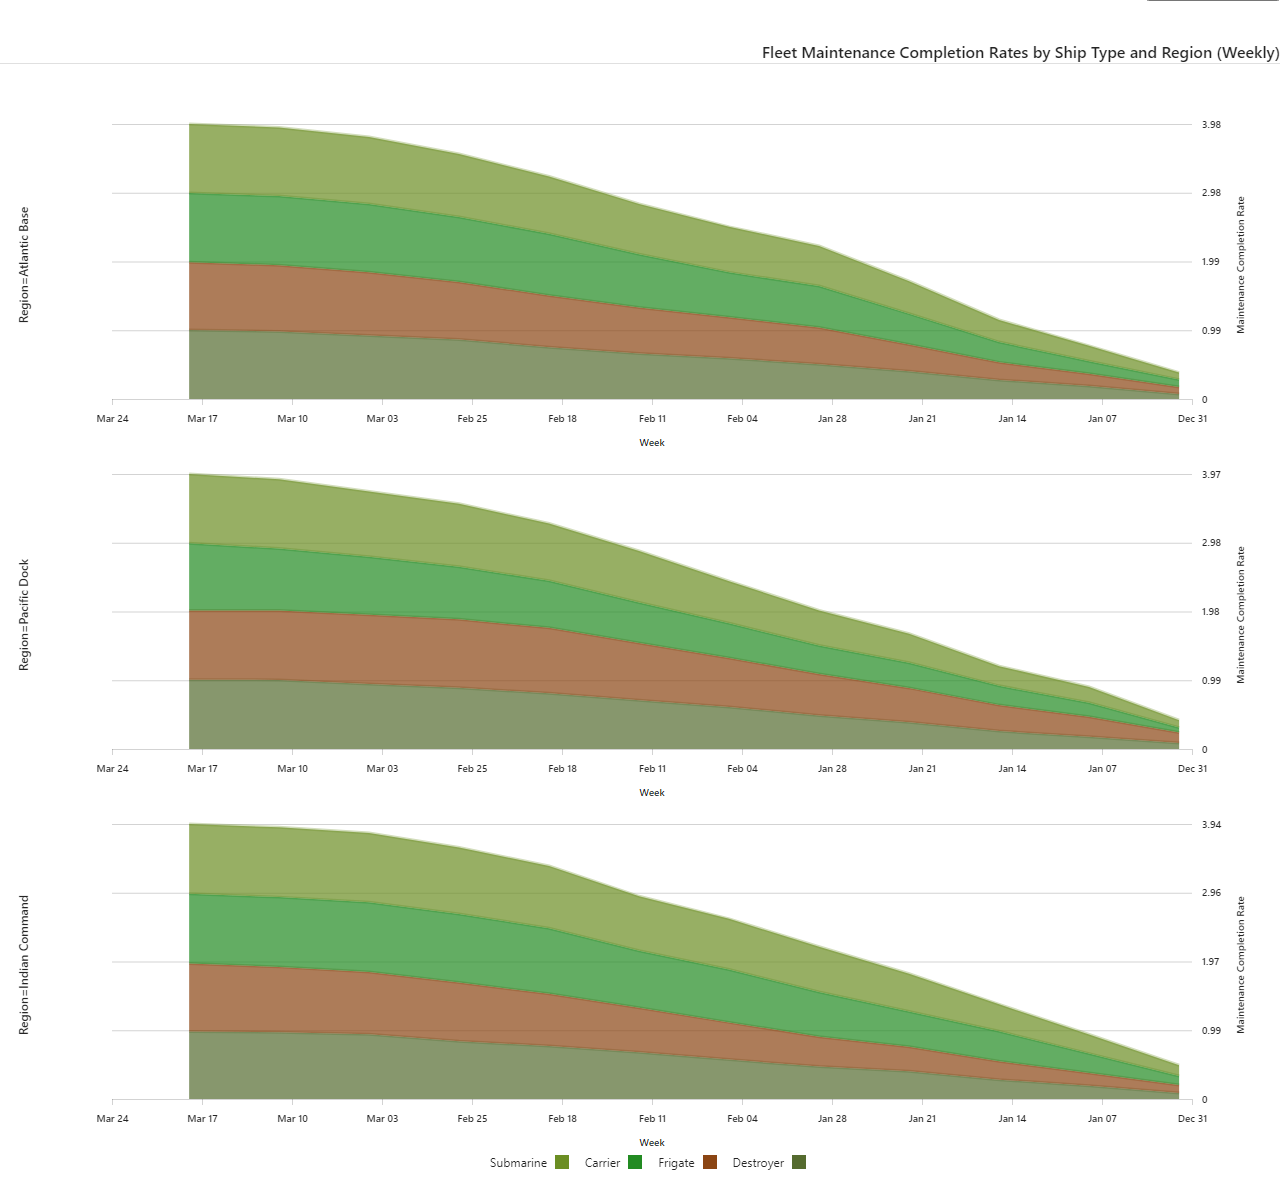 Fleet Maintenance Completion Rates by Ship Type and Region (Weekly)
Region=Atlantic Base
3.98
2.98
1.99
0.99
0
Maintenance Completion Rate
Mar 24 Mar 17 Mar 10 Mar 03 Feb 25 Feb 18 Feb 11 Feb 04 Jan 28 Jan 21 Jan 14 Jan 07 Dec 31
Week
Region=Pacific Dock
3.97
2.98
1.98
0.99
0
Maintenance Completion Rate
Mar 24 Mar 17 Mar 10 Mar 03 Feb 25 Feb 18 Feb 11 Feb 04 Jan 28 Jan 21 Jan 14 Jan 07 Dec 31
Week
Region=Indian Command
3.94
2.96
1.97
0.99
0
Maintenance Completion Rate
Mar 24 Mar 17 Mar 10 Mar 03 Feb 25 Feb 18 Feb 11 Feb 04 Jan 28 Jan 21 Jan 14 Jan 07 Dec 31
Week
Submarine Carrier Frigate Destroyer